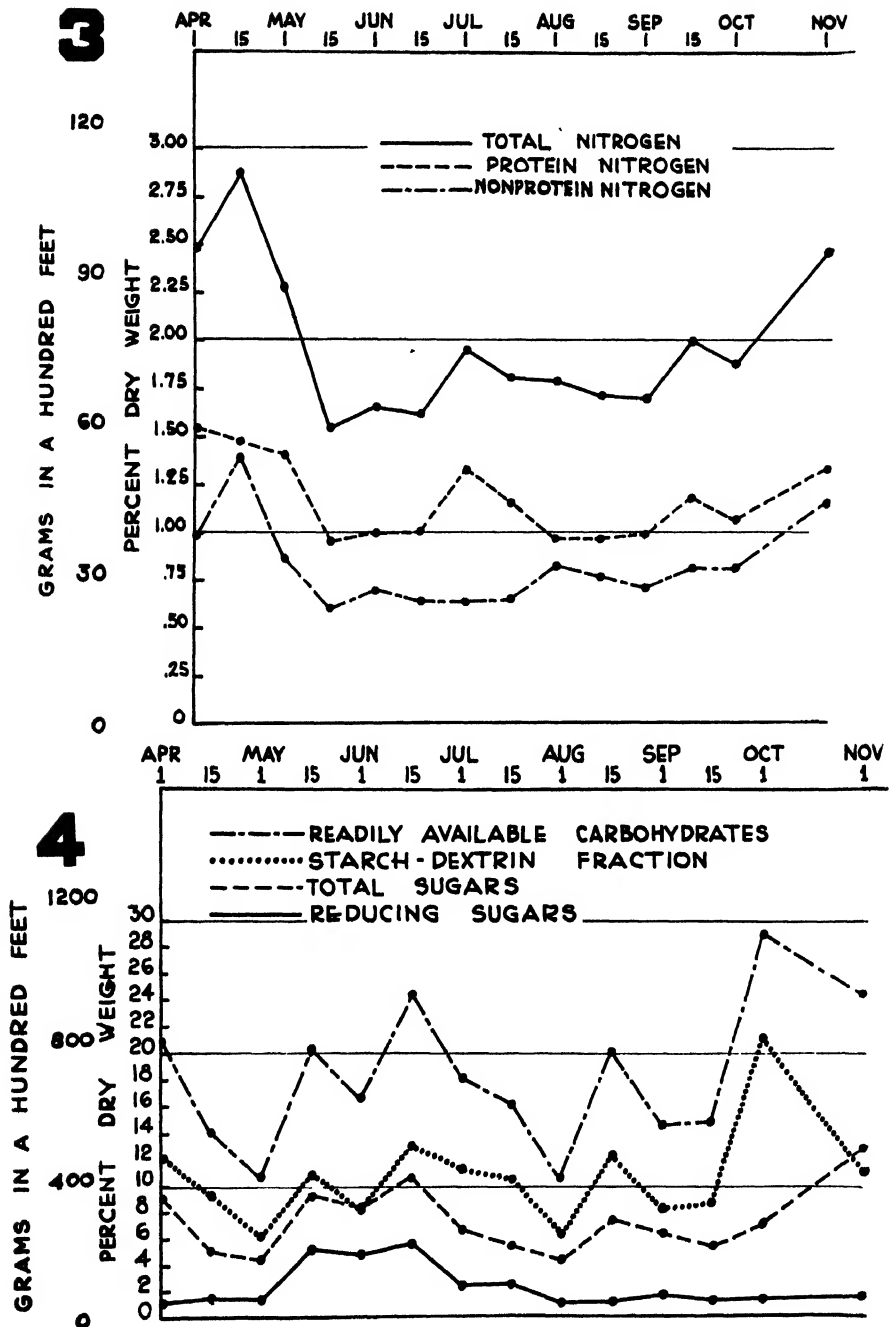 3
APR MAY JUN JUL AUG SEP OCT NOV
1 15 1 15 1 15 1 15 1 15 1 15 1 1
120
3.00
TOTAL NITROGEN
PROTEIN NITROGEN
NONPROTEIN NITROGEN
2.75
2.50
90
2.25
2.00
1.75
60
1.50
1.25
1.00
30
.75
.50
.25
0
0
GRAMS IN A HUNDRED FEET
PERCENT DRY WEIGHT
4
APR MAY JUN JUL AUG SEP OCT NOV
1 15 1 15 1 15 1 15 1 15 1 15 1 1
READILY AVAILABLE CARBOHYDRATES
STARCH-DEXTRIN FRACTION
TOTAL SUGARS
REDUCING SUGARS
1200
30
28
26
24
22
800
20
18
16
14
12
400
10
8
6
4
2
0
0
GRAMS IN A HUNDRED FEET
PERCENT DRY WEIGHT